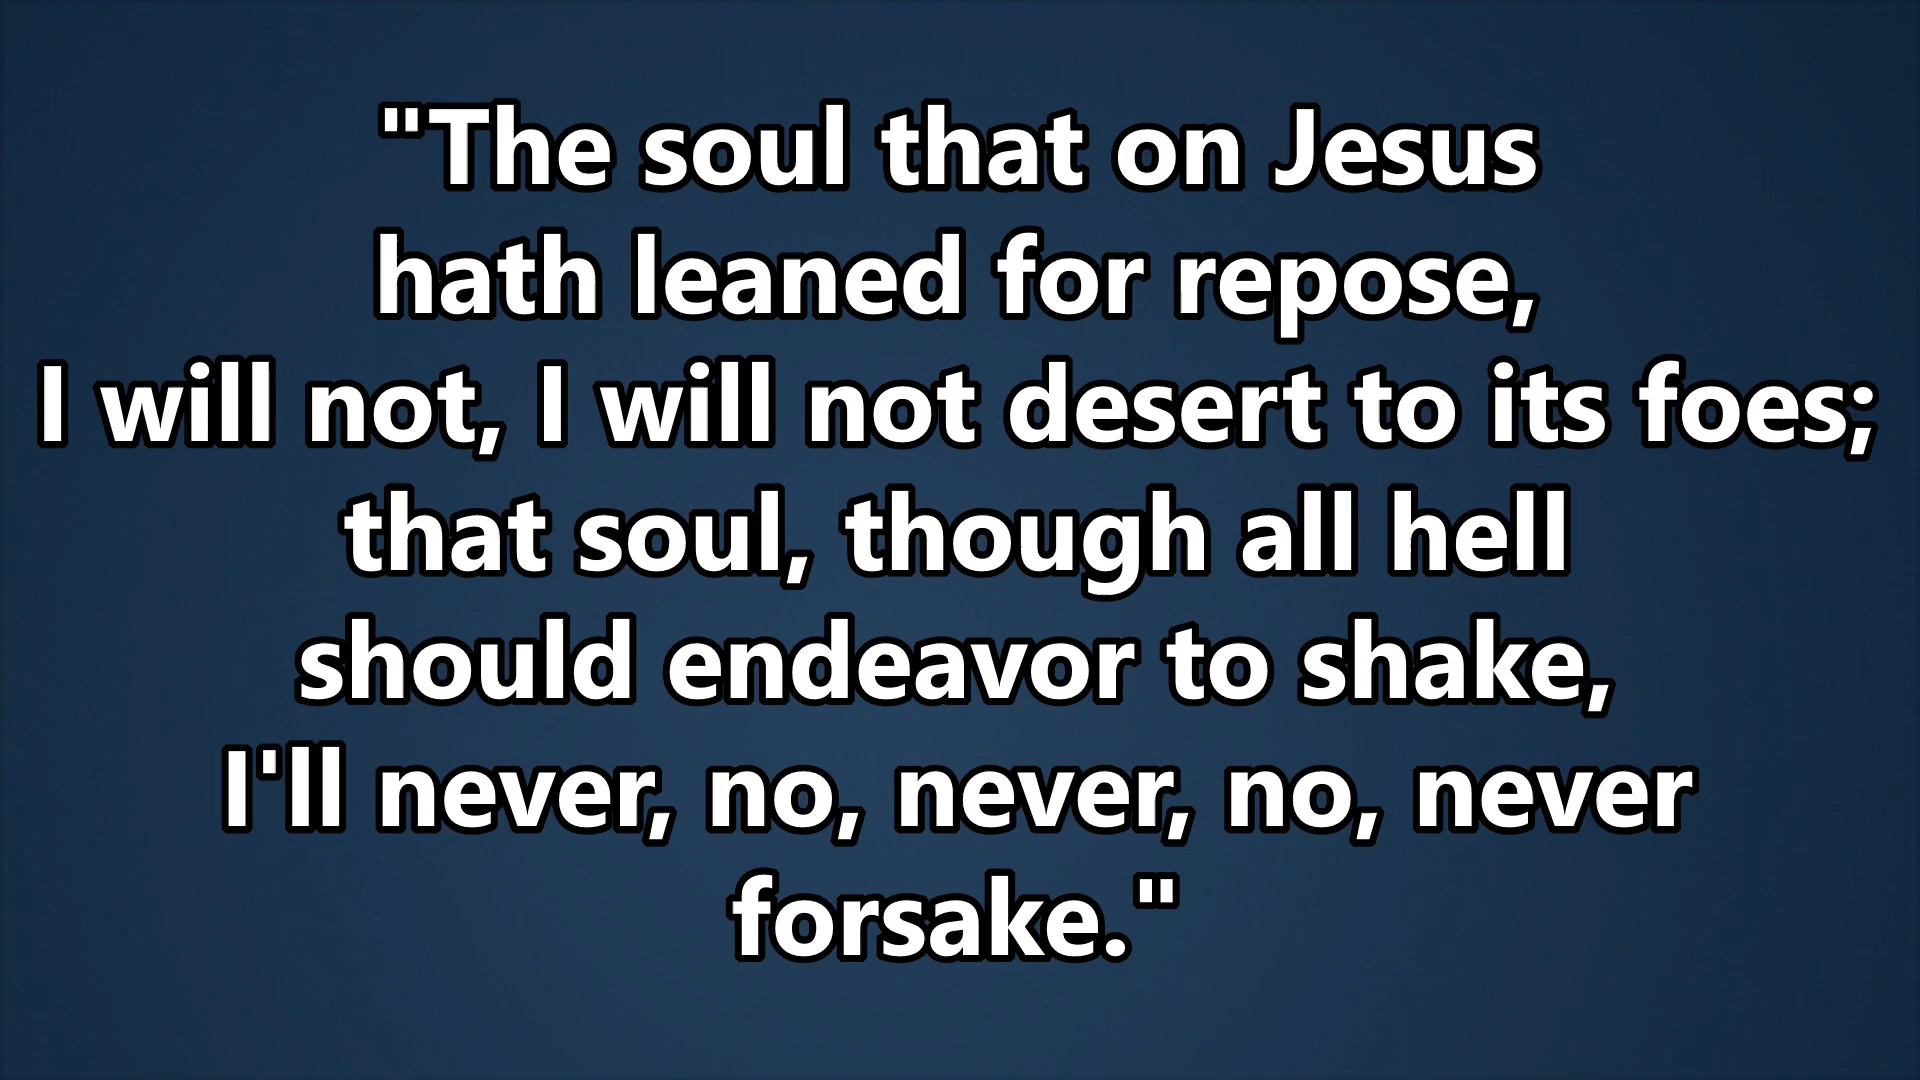 "The soul that on Jesus
hath leaned for repose,
I will not, I will not desert to its foes;
that soul, though all hell
should endeavor to shake,
I'll never, no, never, no, never
forsake."